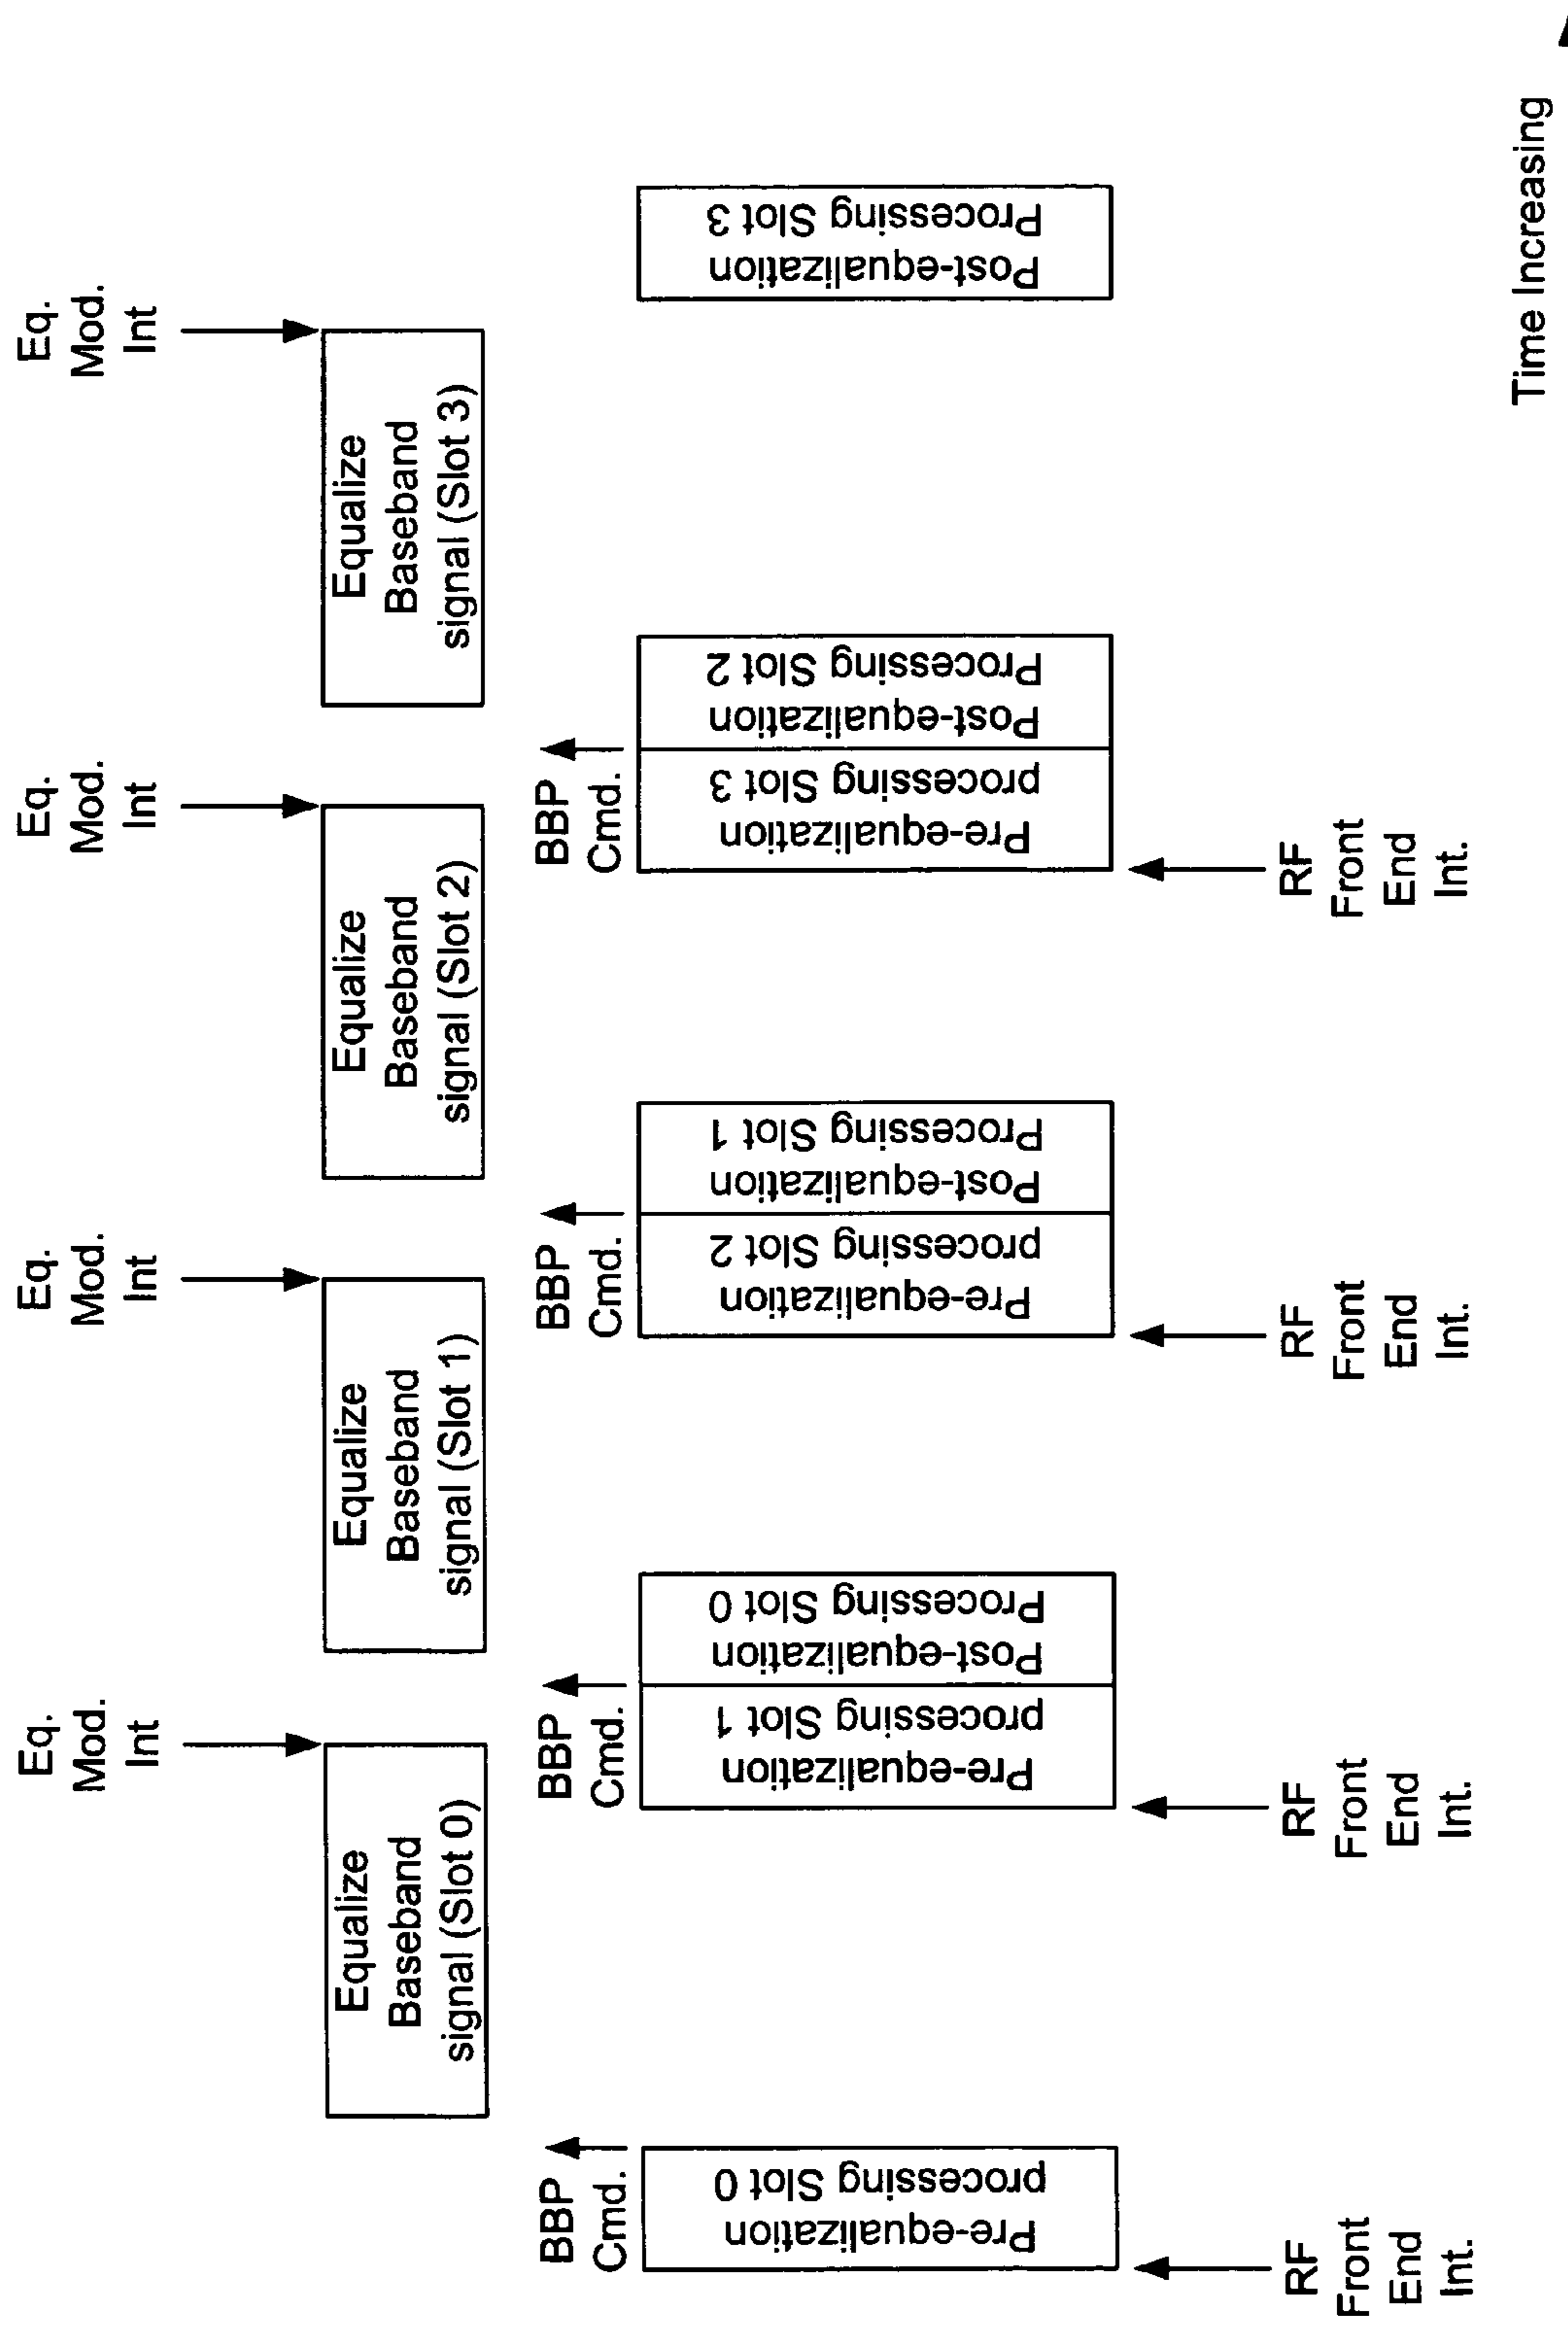 Eq.
Mod.
Int
Eq.
Mod.
Int
Eq.
Mod.
Int
Eq.
Mod.
Int
Equalize
Baseband
signal (Slot 0)
Equalize
Baseband
signal (Slot 1)
Equalize
Baseband
signal (Slot 2)
Equalize
Baseband
signal (Slot 3)
BBP
Cmd.
BBP
Cmd.
BBP
Cmd.
BBP
Cmd.
Pre-equalization
processing Slot 0
Pre-equalization
processing Slot 1
Post-equalization
Processing Slot 0
Pre-equalization
processing Slot 2
Post-equalization
Processing Slot 1
Pre-equalization
processing Slot 3
Post-equalization
Processing Slot 2
Post-equalization
Processing Slot 3
RF
Front
End
Int.
RF
Front
End
Int.
RF
Front
End
Int.
RF
Front
End
Int.
Time Increasing